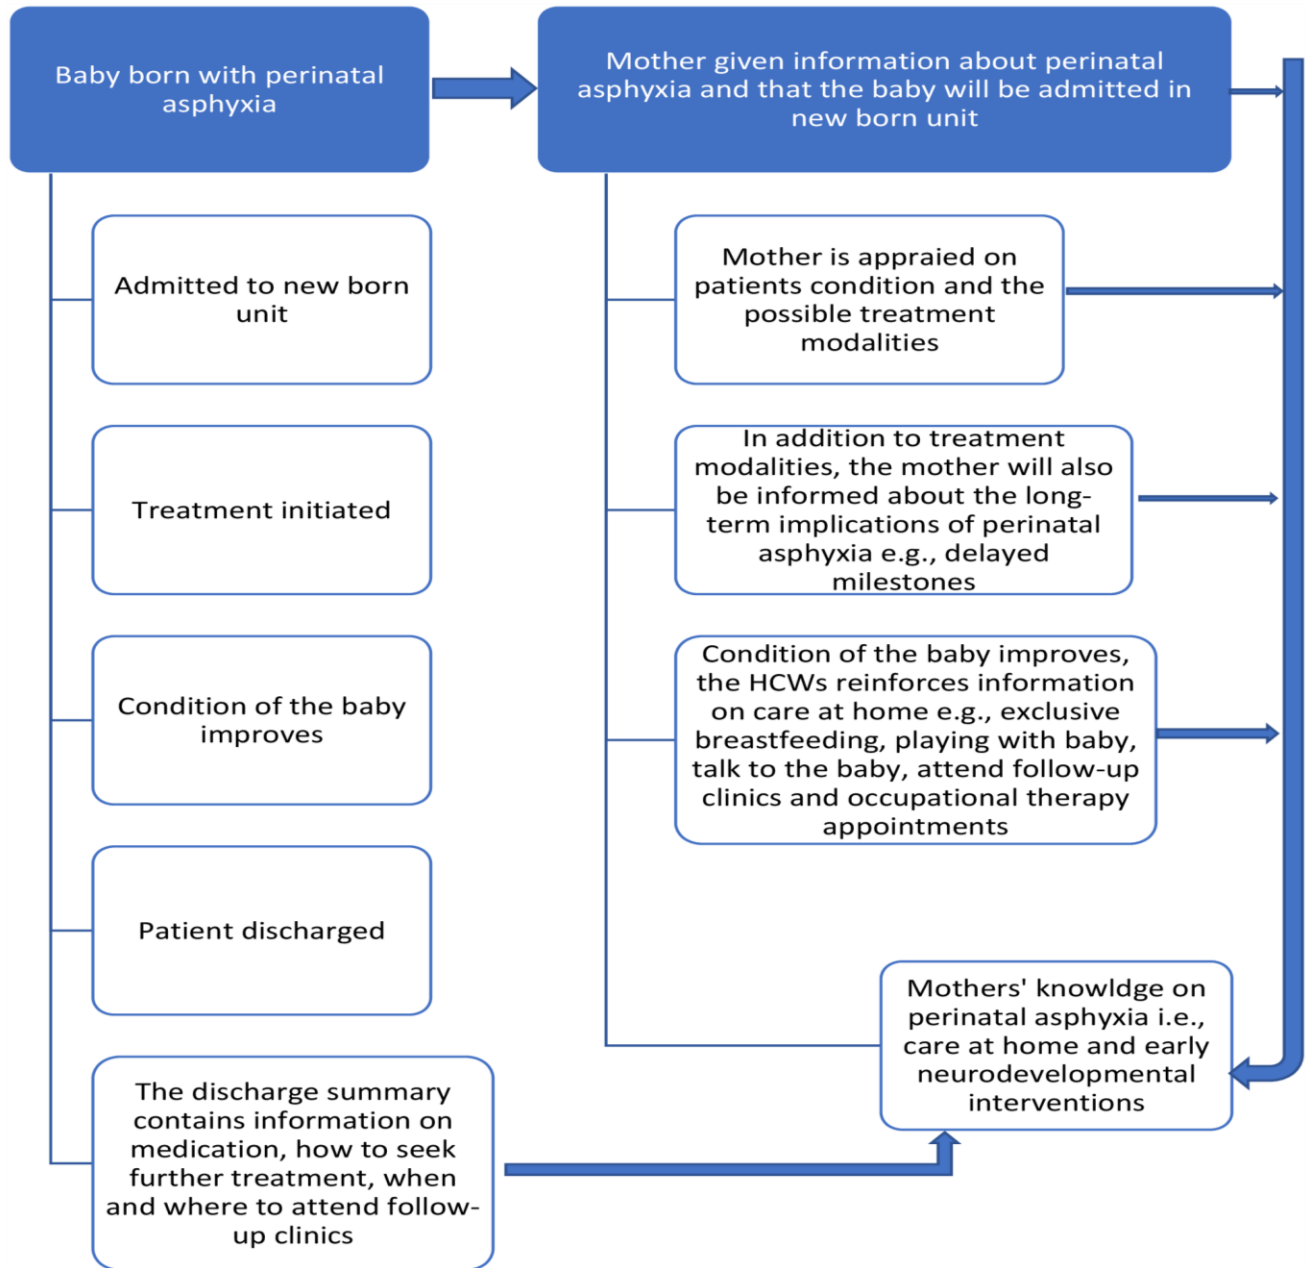 Baby born with perinatal
asphyxia
Mother given information about perinatal
asphyxia and that the baby will be admitted in
new born unit
Admitted to new born
unit
Treatment initiated
Condition of the baby
improves
Patient discharged
The discharge summary
contains information on
medication, how to seek
further treatment, when
and where to attend follow-
up clinics
Mother is appraied on
patients condition and the
possible treatment
modalities
In addition to treatment
modalities, the mother will also
be informed about the long-
term implications of perinatal
asphyxia e.g., delayed
milestones
Condition of the baby improves,
the HCWs reinforces information
on care at home e.g., exclusive
breastfeeding, playing with baby,
talk to the baby, attend follow-up
clinics and occupational therapy
appointments
Mothers' knowldge on
perinatal asphyxia i.e.,
care at home and early
neurodevelopmental
interventions